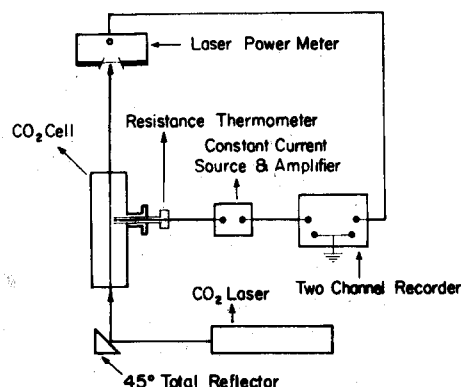 Laser Power Meter
CO2 Cell
Resistance Thermometer
Constant Current
Source & Amplifier
Two Channel Recorder
CO2 Laser
45° Total Reflector